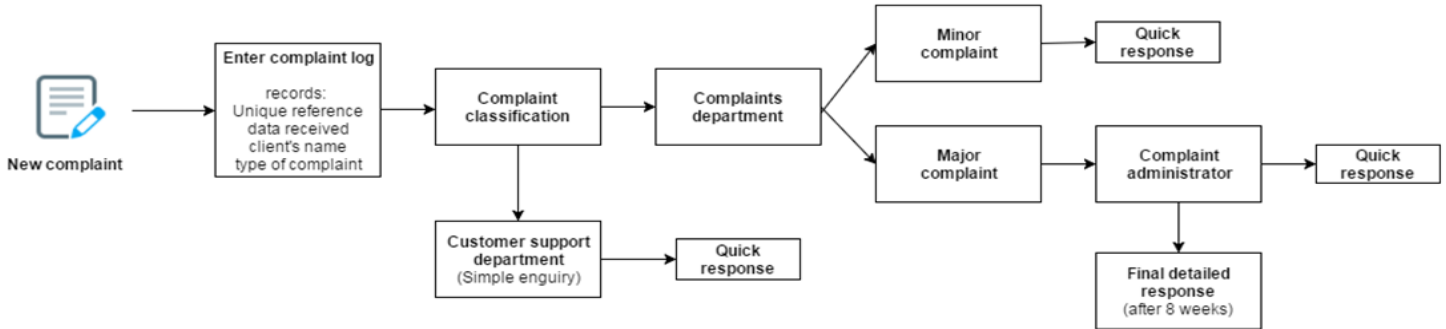 New complaint
Enter complaint log
records:
Unique reference
data received
client's name
type of complaint
Complaint
classification
Customer support
department
(Simple enguiry)
Quick
response
Complaints
department
Minor
complaint
Quick
response
Major
complaint
Complaint
administrator
Quick
response
Final detailed
response
(after 8 weeks)